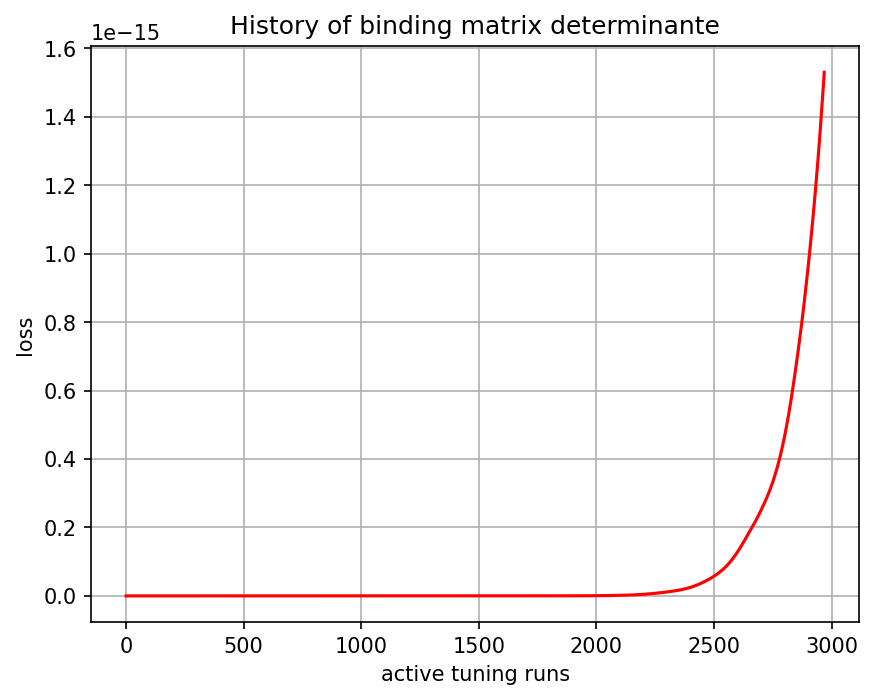 History of binding matrix determinante
1e−15
1.6
1.4
1.2
1.0
0.8
0.6
0.4
0.2
0.0
loss
0 500 1000 1500 2000 2500 3000
active tuning runs